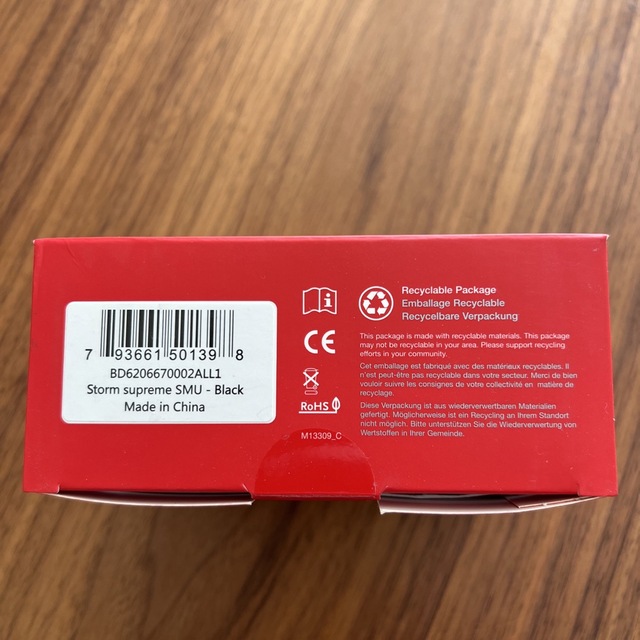 7 93661 50139 8
BD6206670002ALL1
Storm supreme SMU - Black
Made in China
CE
RoHS
M13309_C
Recyclable Package
Emballage Recyclable
Recycelbare Verpackung
This package is made with recyclable materials. This package
may not be recyclable in your area. Please support recycling
efforts in your community.
Cet emballage est fabriqué avec des matériaux recyclables. Il
n'est peut-être pas recyclable dans votre secteur. Merci de bien
vouloir suivre les consignes de votre collectivité en matière de
recyclage.
Diese Verpackung ist aus wiederverwertbaren Materialien
gefertigt. Möglicherweise ist Recycling an Ihrem Standort
nicht möglich. Bitte unterstützen Sie die Wiederverwertung von
Wertstoffen in Ihrer Gemeinde.